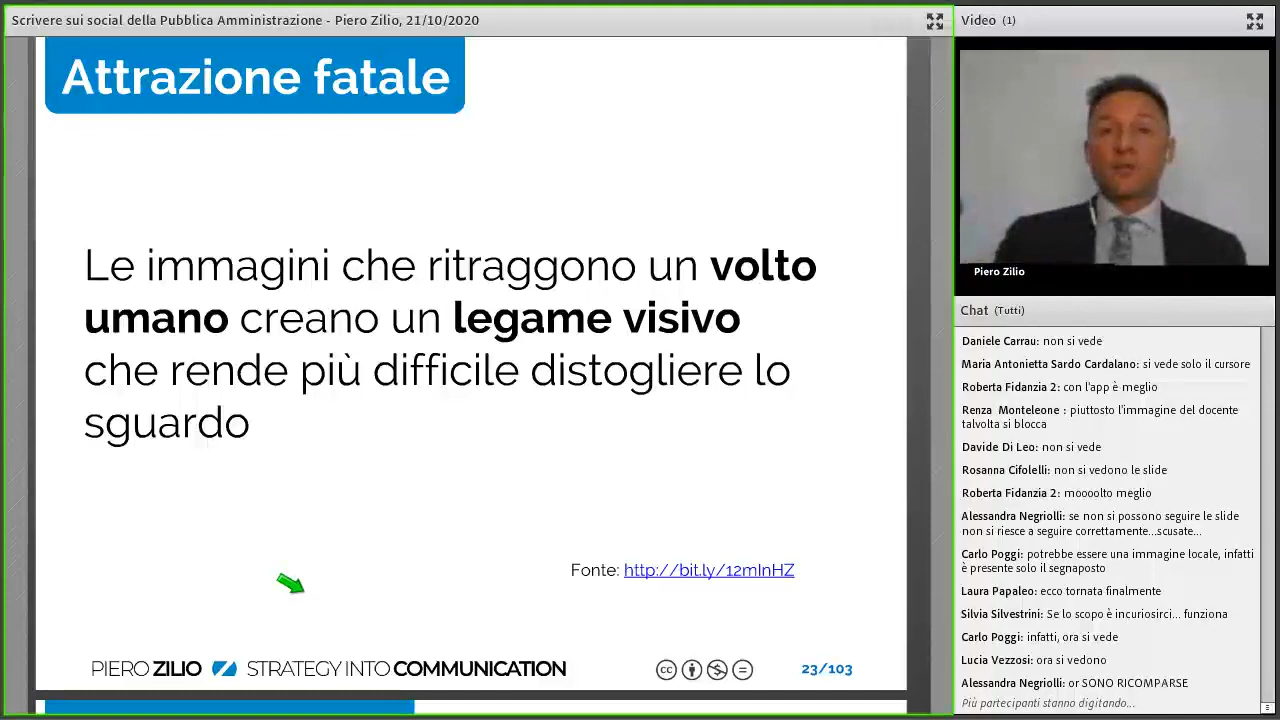 Scrivere sui social della Pubblica Amministrazione - Piero Zilio, 21/10/2020
Attrazione fatale
Le immagini che ritraggono un volto
umano creano un legame visivo
che rende più difficile distogliere lo
sguardo
Fonte: http://bit.ly/12mInHZ
PIERO ZILIO STRATEGY INTO COMMUNICATION
cc
23/103
Video (1)
Piero Zilio
Chat (Tutti)
Daniele Carrau: non si vede
Maria Antonietta Sardo Cardalano: si vede solo il cursore
Roberta Fidanzia 2: con l'app è meglio
Renza Monteleone : piuttosto l'immagine del docente
talvolta si blocca
Davide Di Leo: non si vede
Rosanna Cifolelli: non si vedono le slide
Roberta Fidanzia 2: moooolto meglio
Alessandra Negriolli: se non si possono seguire le slide
non si riesce a seguire correttamente...scusate...
Carlo Poggi: potrebbe essere una immagine locale, infatti
è presente solo il segnaposto
Laura Papaleo: ecco tornata finalmente
Silvia Silvestrini: Se lo scopo è incuriosirci... funziona
Carlo Poggi: infatti, ora si vede
Lucia Vezzosi: ora si vedono
Alessandra Negriolli: or SONO RICOMPARSE
Più partecipanti stanno digitando...